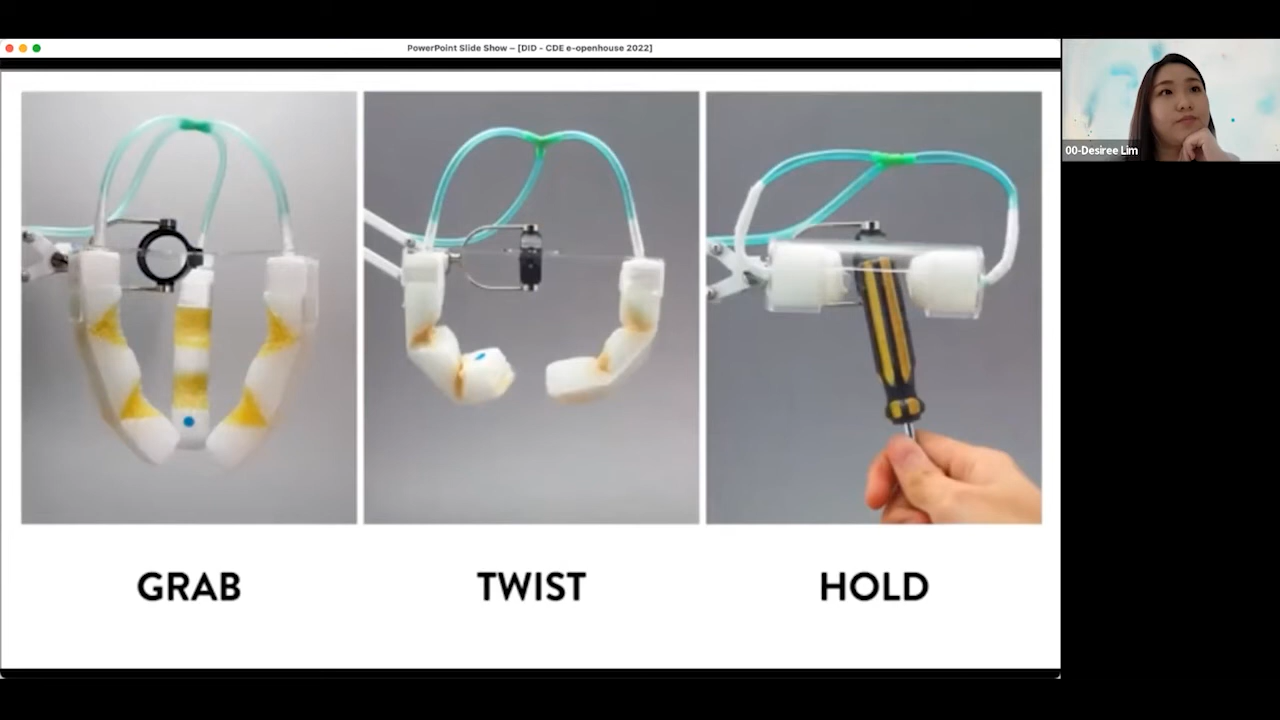 PowerPoint Slide Show – [DID - CDE e-openhouse 2022]
00-Desiree Lim
GRAB
TWIST
HOLD